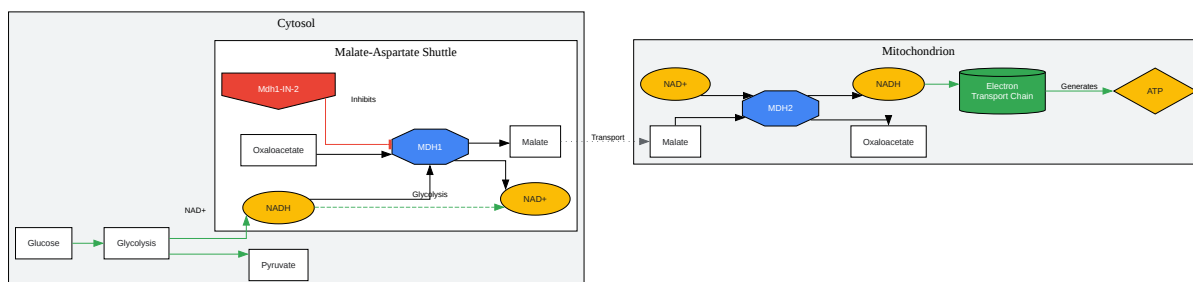 Cytosol
Malate-Aspartate Shuttle
Mdh1-IN-2
Inhibits
Oxaloacetate
MDH1
Malate
NADH
Glycolysis
NAD+
NAD+
Glucose
Glycolysis
Pyruvate
Transport
Mitochondrion
NAD+
MDH2
NADH
Electron
Transport Chain
Generates
ATP
Malate
Oxaloacetate